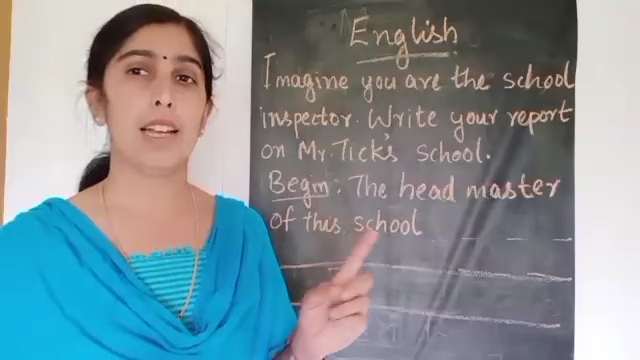 English
Imagine you are the school
inspector. Write your report
on Mr. Tick's school.
Begin: The head master
of this school